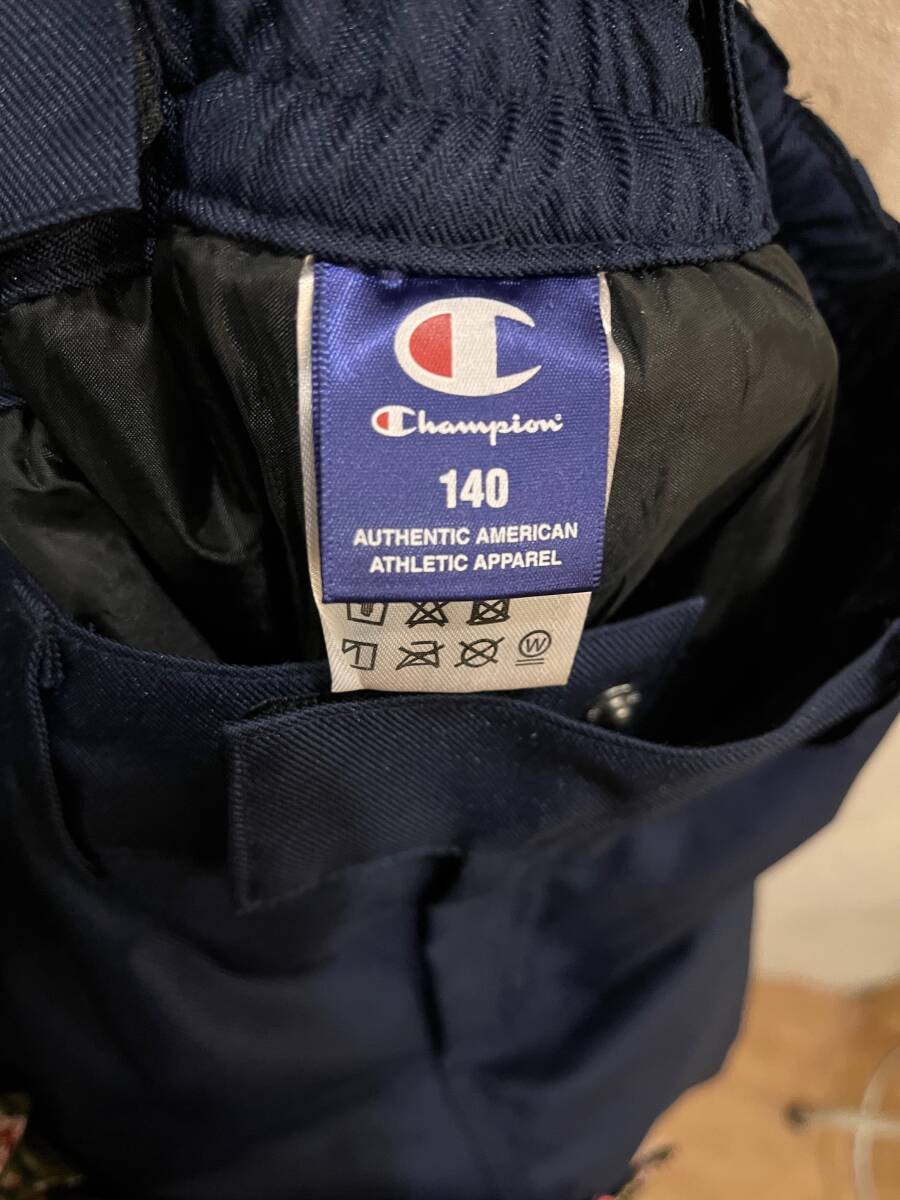 Champion
140
AUTHENTIC AMERICAN
ATHLETIC APPAREL
W